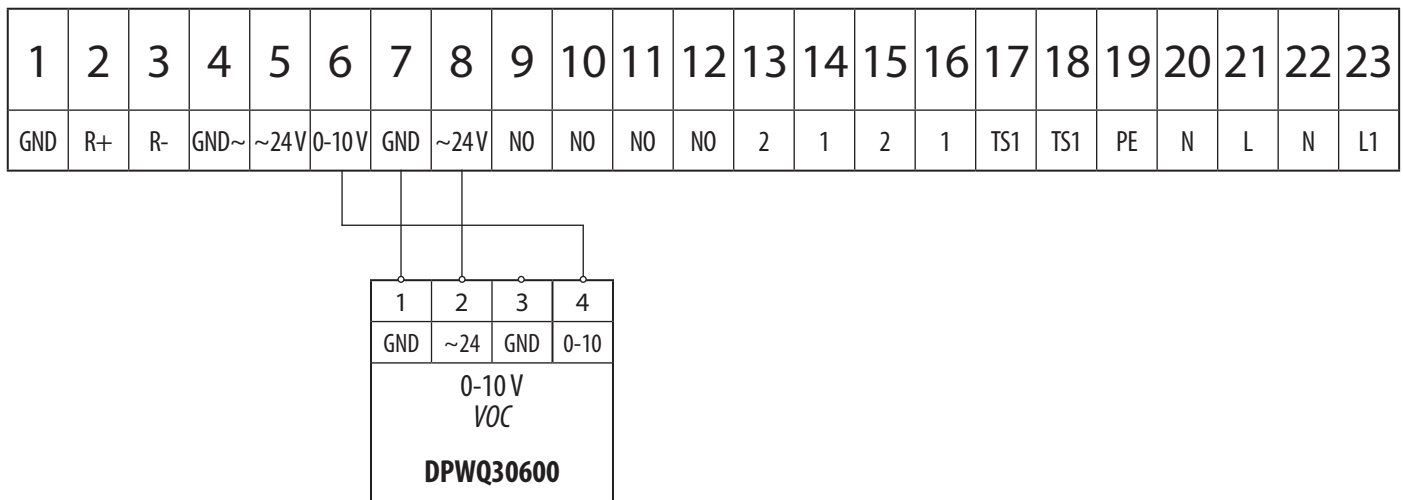 1 2 3 4 5 6 7 8 9 10 11 12 13 14 15 16 17 18 19 20 21 22 23
GND R+ R- GND~ ~24 V 0-10 V GND ~24 V NO NO NO NO 2 1 2 1 TS1 TS1 PE N L N L1
1 2 3 4
GND ~24 GND 0-10
0-10 V
VOC
DPWQ30600